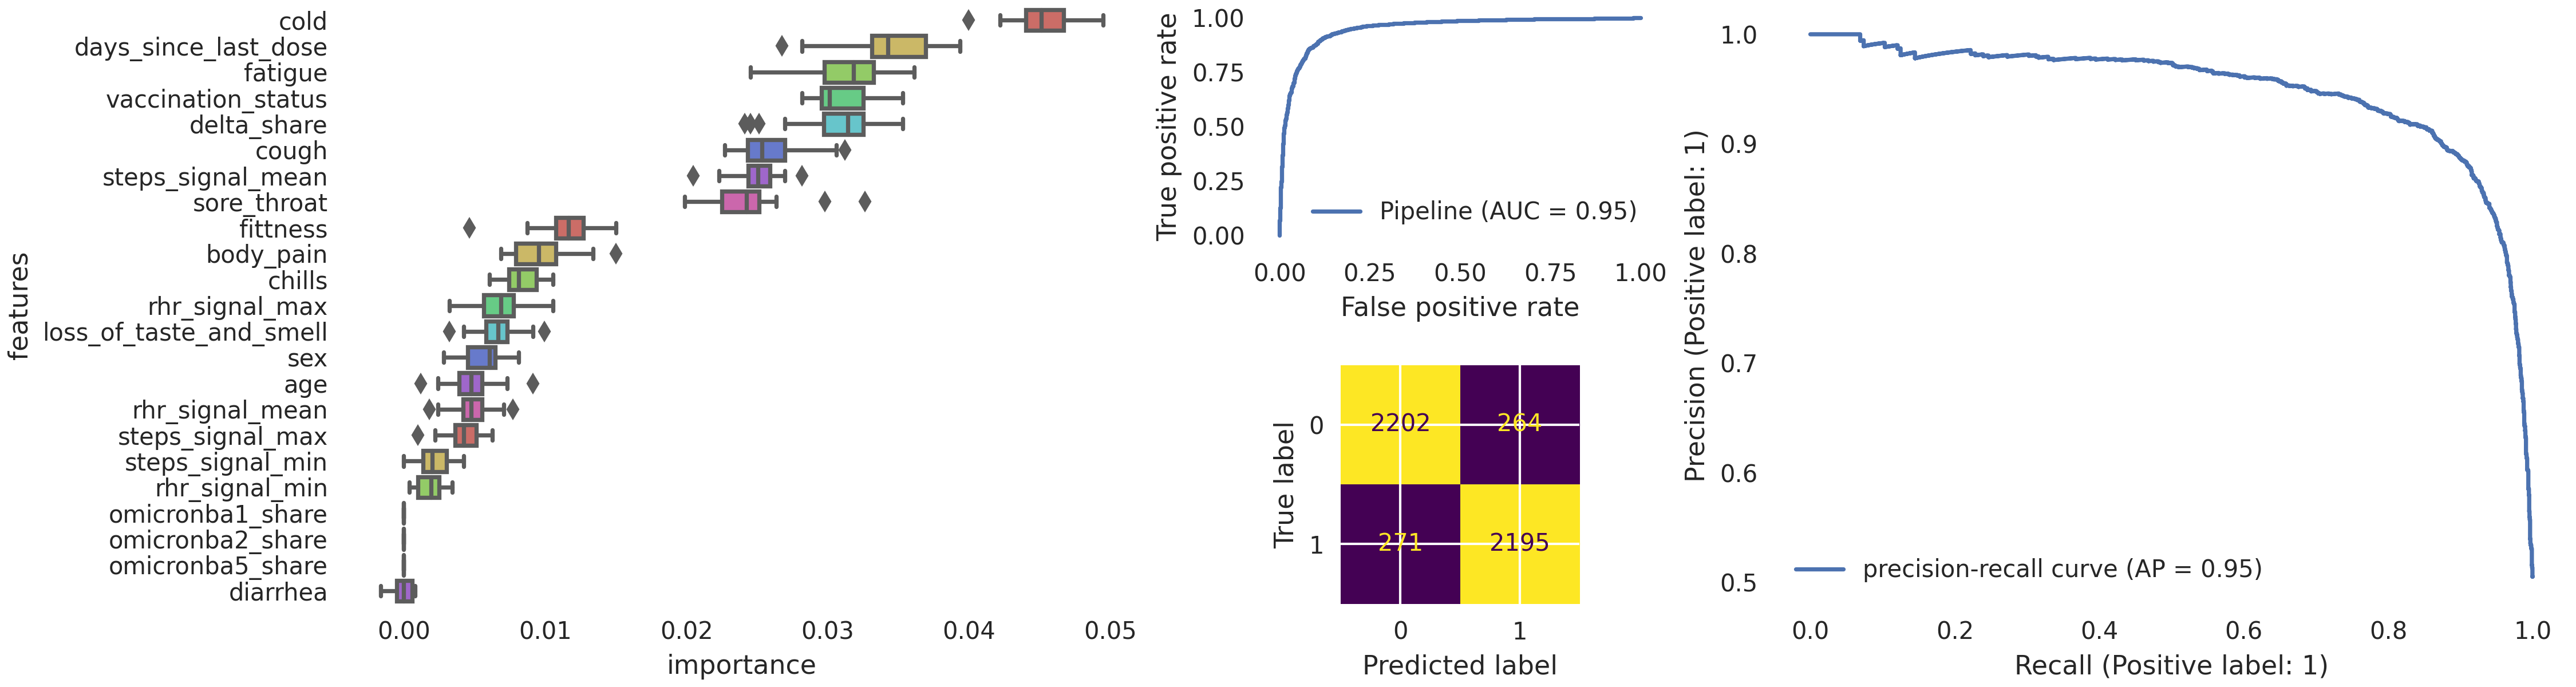 features
cold
days_since_last_dose
fatigue
vaccination_status
delta_share
cough
steps_signal_mean
sore_throat
fittness
body_pain
chills
rhr_signal_max
loss_of_taste_and_smell
sex
age
rhr_signal_mean
steps_signal_max
steps_signal_min
rhr_signal_min
omicronba1_share
omicronba2_share
omicronba5_share
diarrhea
0.00 0.01 0.02 0.03 0.04 0.05
importance
True positive rate
1.00
0.75
0.50
0.25
0.00
Pipeline (AUC = 0.95)
0.00 0.25 0.50 0.75 1.00
False positive rate
True label
0
1
2202 264
271 2195
0 1
Predicted label
Precision (Positive label: 1)
1.0
0.9
0.8
0.7
0.6
0.5
precision-recall curve (AP = 0.95)
0.0 0.2 0.4 0.6 0.8 1.0
Recall (Positive label: 1)